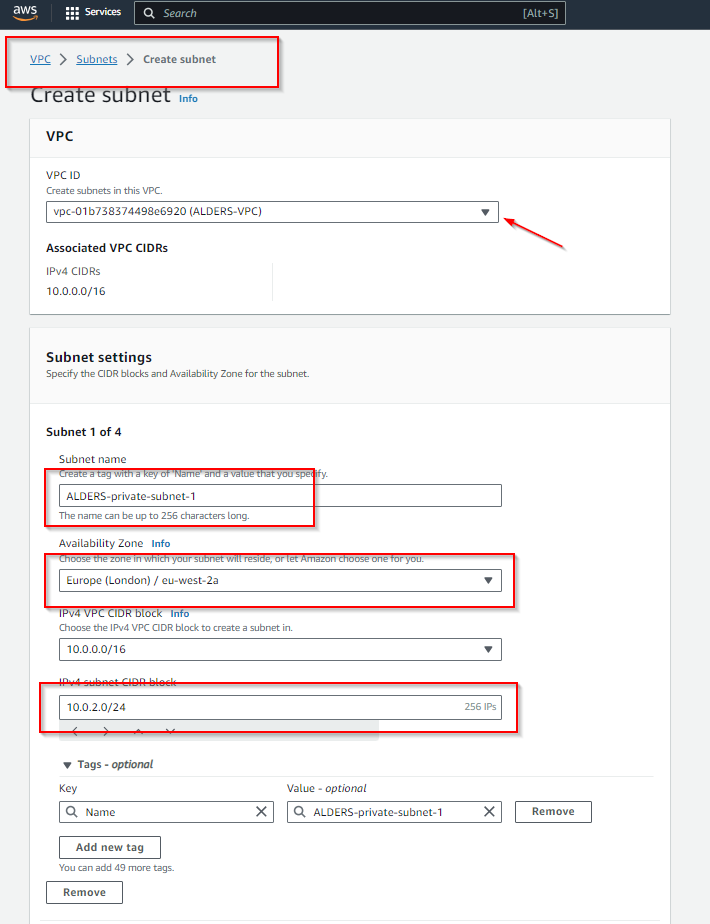 aws Services Search [Alt+S]
VPC > Subnets > Create subnet
Create subnet Info
VPC
VPC ID
Create subnets in this VPC.
vpc-01b738374498e6920 (ALDERS-VPC)
Associated VPC CIDRs
IPv4 CIDRs
10.0.0.0/16
Subnet settings
Specify the CIDR blocks and Availability Zone for the subnet.
Subnet 1 of 4
Subnet name
Create a tag with a key of 'Name' and a value that you specify.
ALDERS-private-subnet-1
The name can be up to 256 characters long.
Availability Zone Info
Choose the zone in which your subnet will reside, or let Amazon choose one for you.
Europe (London) / eu-west-2a
IPv4 VPC CIDR block Info
Choose the IPv4 VPC CIDR block to create a subnet in.
10.0.0.0/16
IPv4 subnet CIDR block
10.0.2.0/24 256 IPs
Tags - optional
Key Value - optional
Name ALDERS-private-subnet-1 Remove
Add new tag
You can add 49 more tags.
Remove